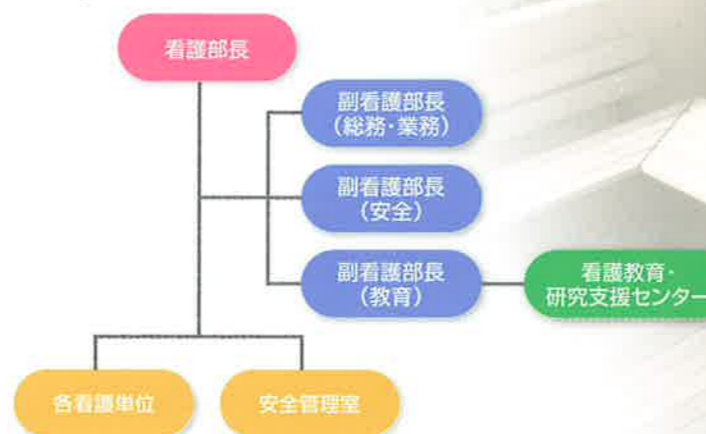 看護部長
副看護部長
(総務・業務)
副看護部長
(安全)
副看護部長
(教育)
看護教育・
研究支援センター
各看護単位
安全管理室